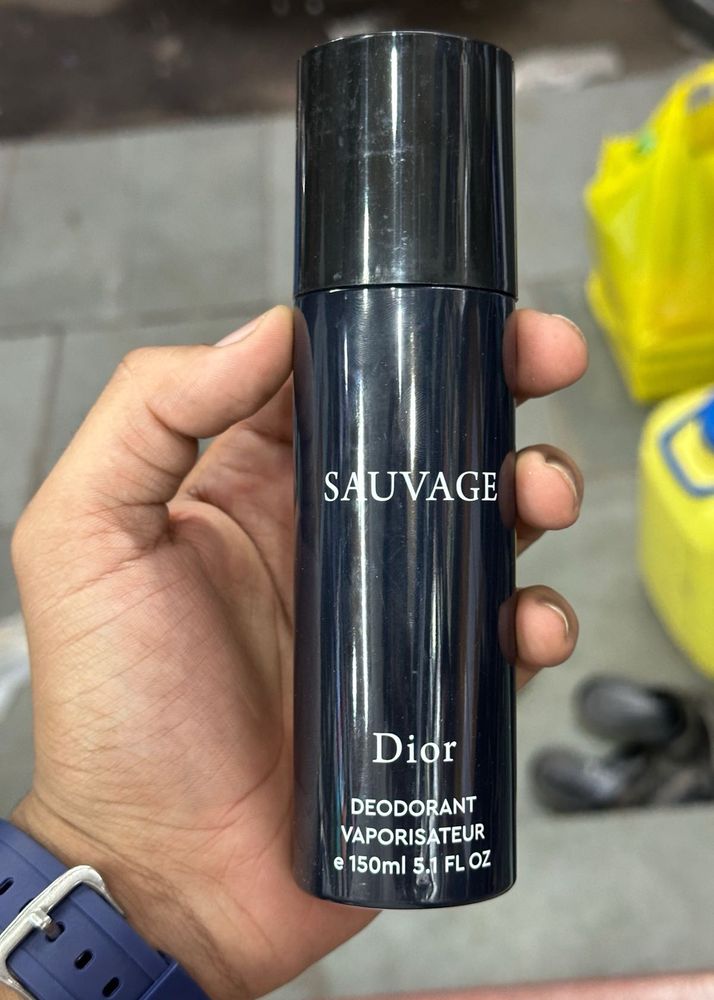 SAUVAGE
Dior
DEODORANT
VAPORISATEUR
e 150ml 5.1 FL OZ